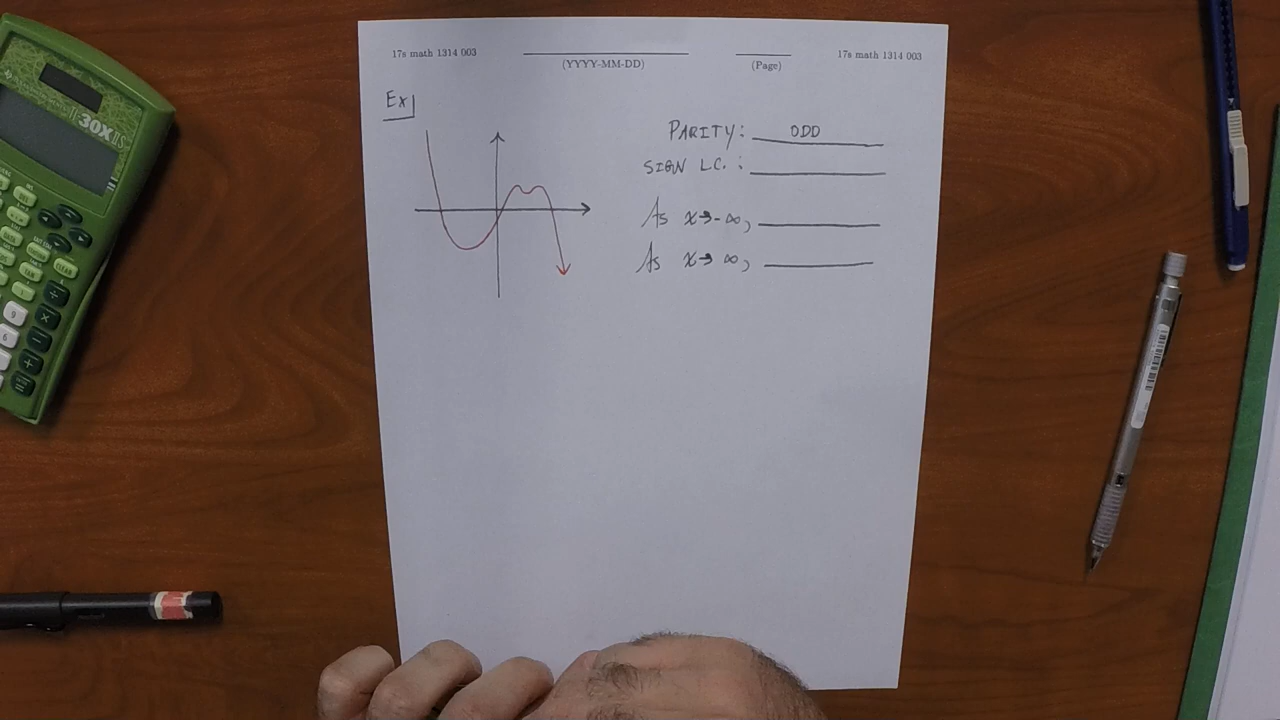 17s math 1314 003
(YYYY-MM-DD)
(Page)
17s math 1314 003
Ex
PARITY: ODD
SIGN LC. :
As x→-∞,
As x→ ∞,
30X IIS